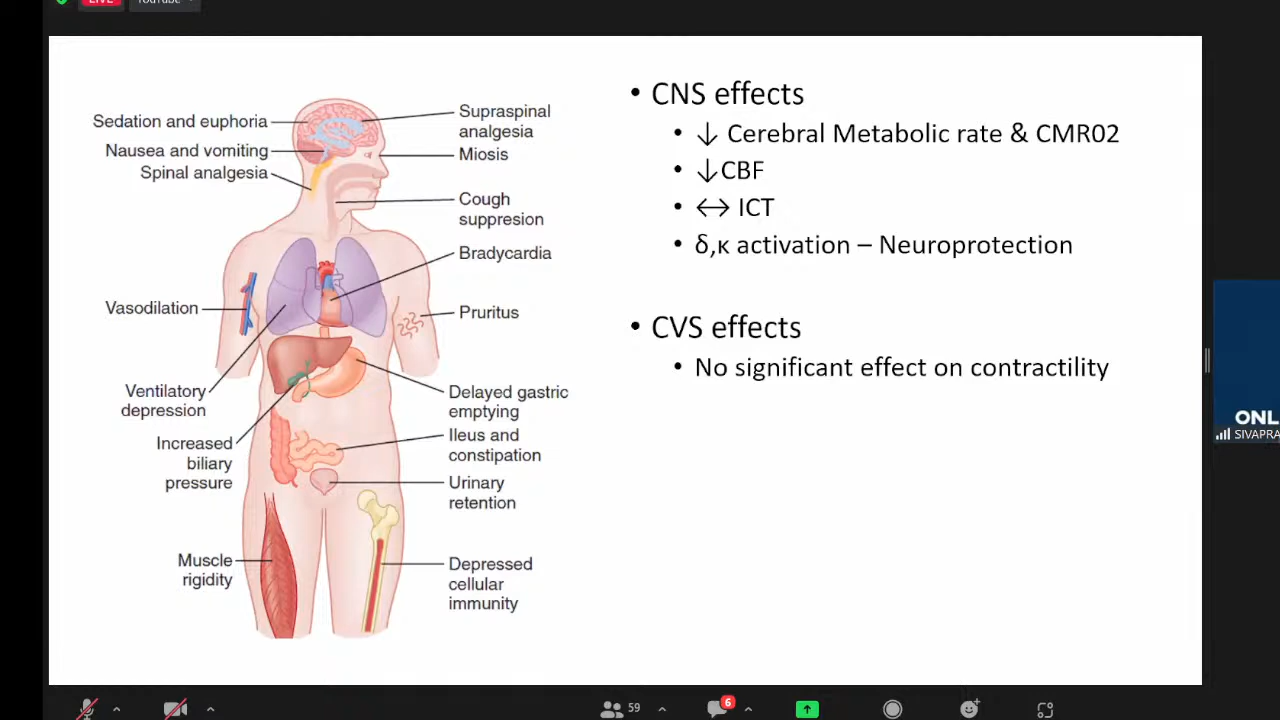 LIVE
YouTube
Sedation and euphoria
Nausea and vomiting
Spinal analgesia
Vasodilation
Ventilatory
depression
Increased
biliary
pressure
Muscle
rigidity
Supraspinal
analgesia
Miosis
Cough
suppresion
Bradycardia
Pruritus
Delayed gastric
emptying
Ileus and
constipation
Urinary
retention
Depressed
cellular
immunity
• CNS effects
• ↓ Cerebral Metabolic rate & CMR02
• ↓CBF
• ↔ ICT
• δ,κ activation – Neuroprotection
• CVS effects
• No significant effect on contractility
ONL
SIVAPRA
59
6